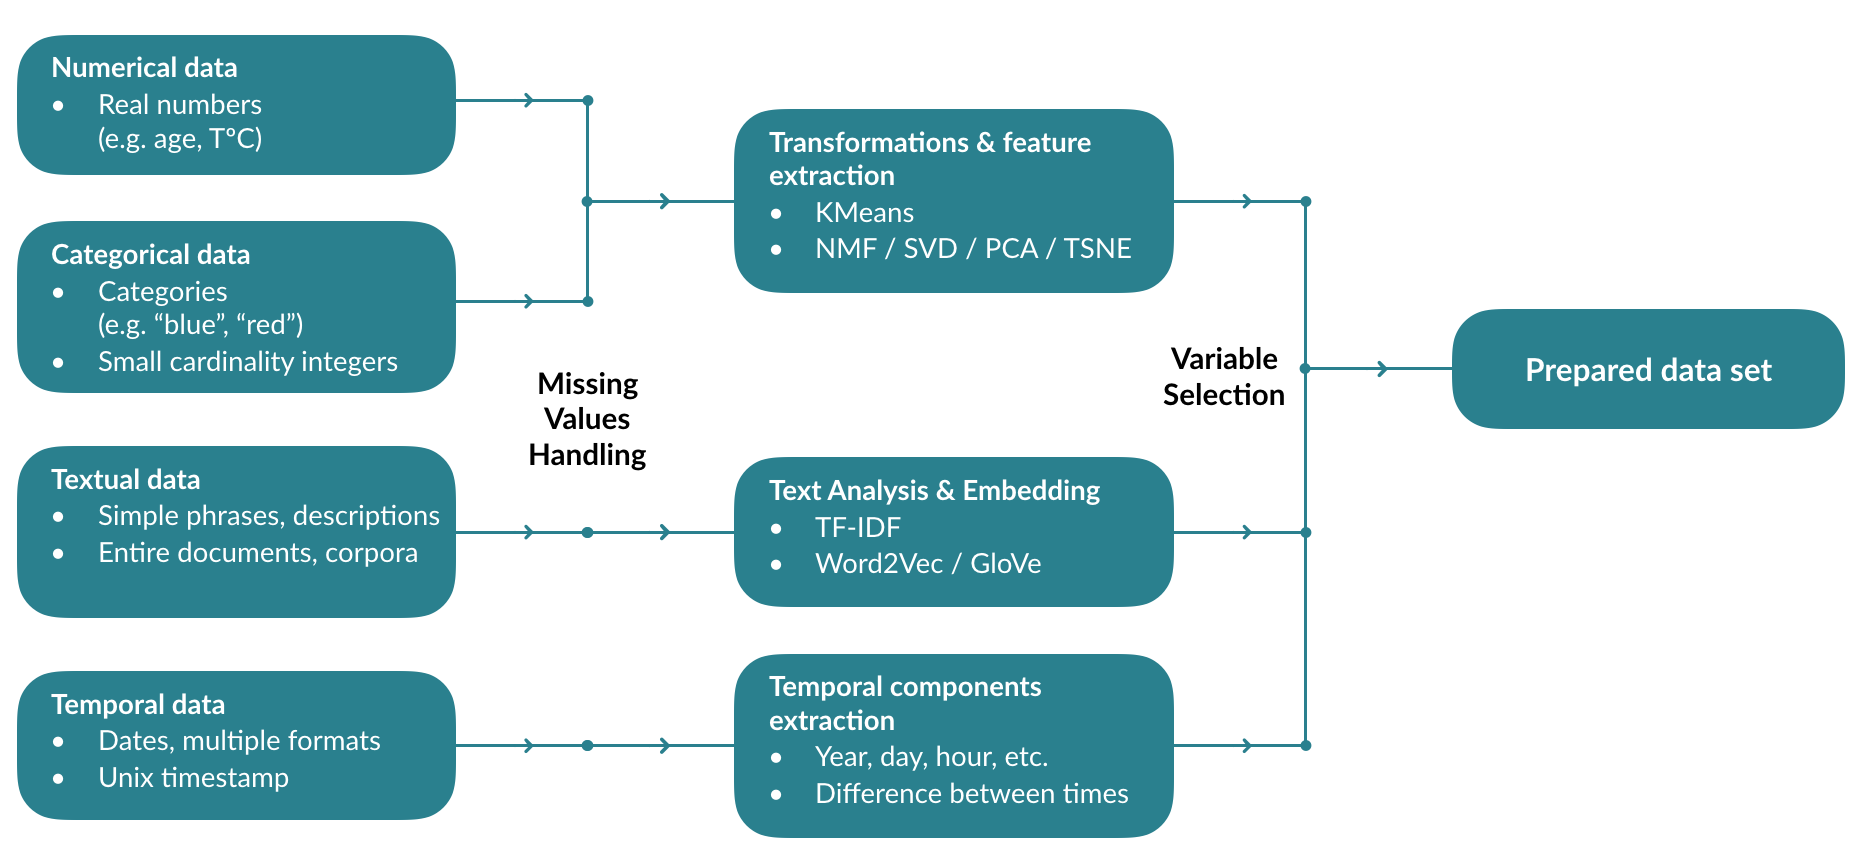 Numerical data
• Real numbers
(e.g. age, T°C)
Categorical data
• Categories
(e.g. “blue”, “red”)
• Small cardinality integers
Textual data
• Simple phrases, descriptions
• Entire documents, corpora
Temporal data
• Dates, multiple formats
• Unix timestamp
Missing
Values
Handling
Transformations & feature
extraction
• KMeans
• NMF / SVD / PCA / TSNE
Text Analysis & Embedding
• TF-IDF
• Word2Vec / GloVe
Temporal components
extraction
• Year, day, hour, etc.
• Difference between times
Variable
Selection
Prepared data set